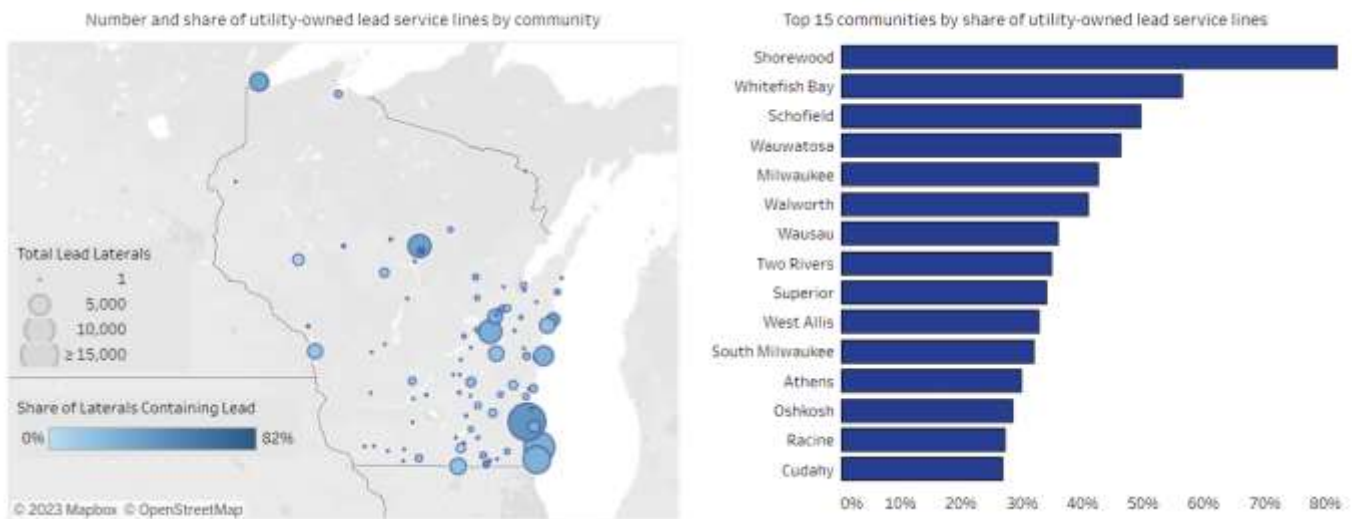 Number and share of utility-owned lead service lines by community
Total Lead Laterals
1
5,000
10,000
≥ 15,000
Share of Laterals Containing Lead
0%
82%
© 2023 Mapbox © OpenStreetMap
Top 15 communities by share of utility-owned lead service lines
Shorewood
Whitefish Bay
Schofield
Wauwatosa
Milwaukee
Walworth
Wausau
Two Rivers
Superior
West Allis
South Milwaukee
Athens
Oshkosh
Racine
Cudahy
0% 10% 20% 30% 40% 50% 60% 70% 80%